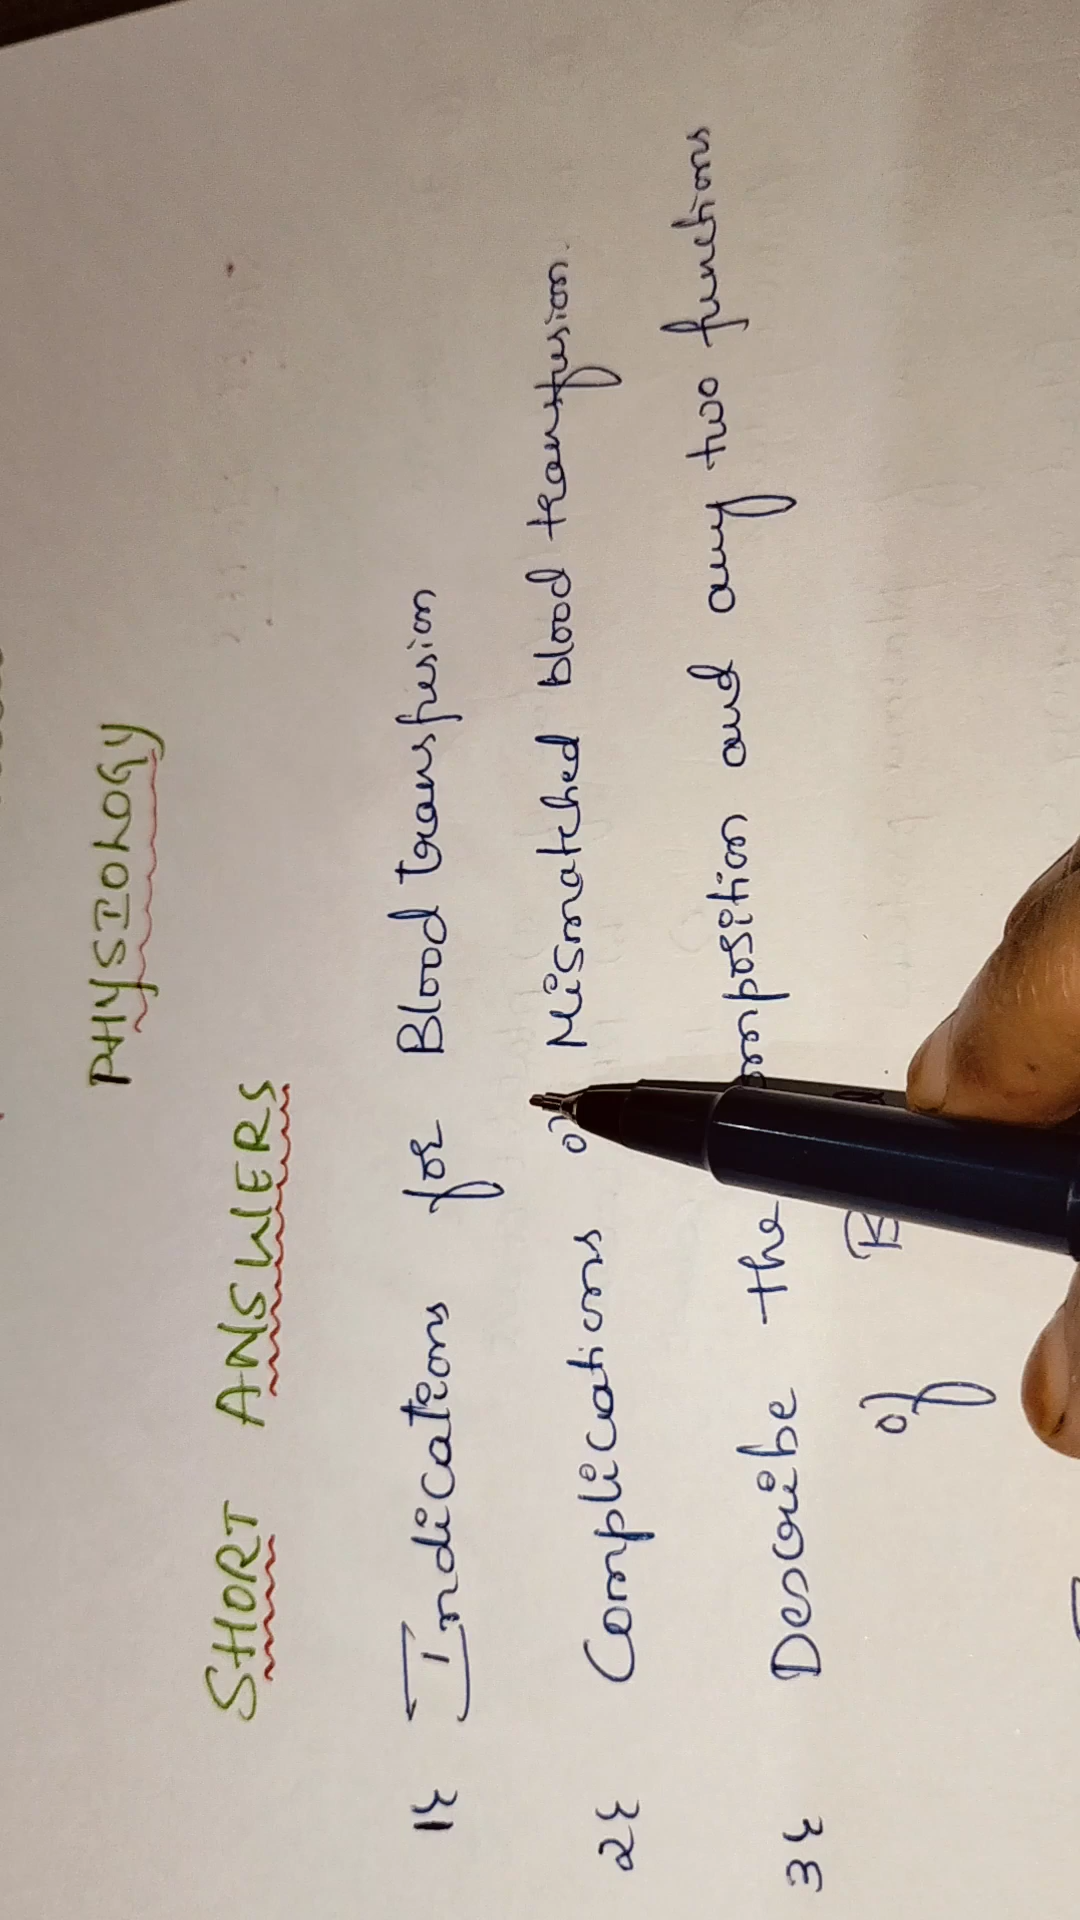 PHYSIOLOGY
SHORT ANSWERS
1} Indications for Blood transfusion
2} Complications of Mismatched blood transfusion.
3} Describe the mposition and any two functions
of B